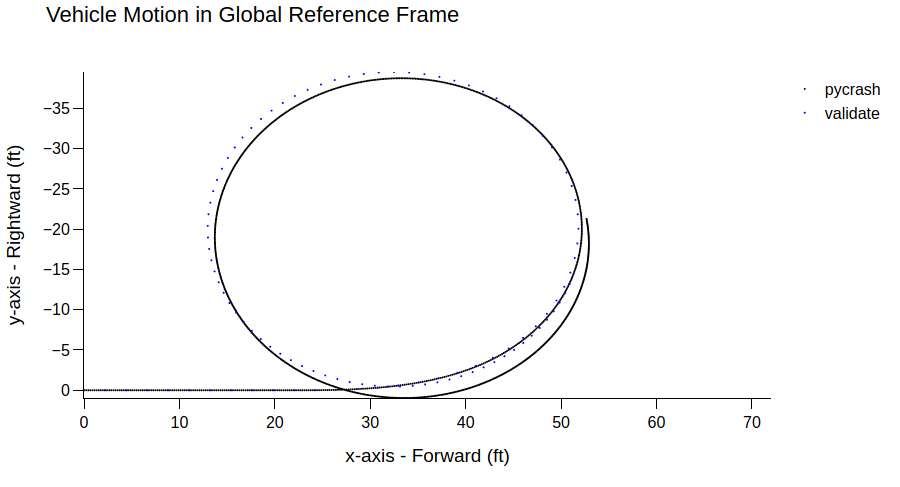 Vehicle Motion in Global Reference Frame
pycrash
validate
y-axis - Rightward (ft)
−35
−30
−25
−20
−15
−10
−5
0
0 10 20 30 40 50 60 70
x-axis - Forward (ft)